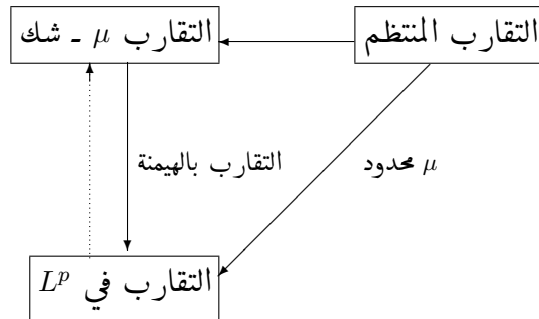 التقارب المنتظم
التقارب μ ـ شك
التقارب بالهيمنة
μ محدود
التقارب في L^p